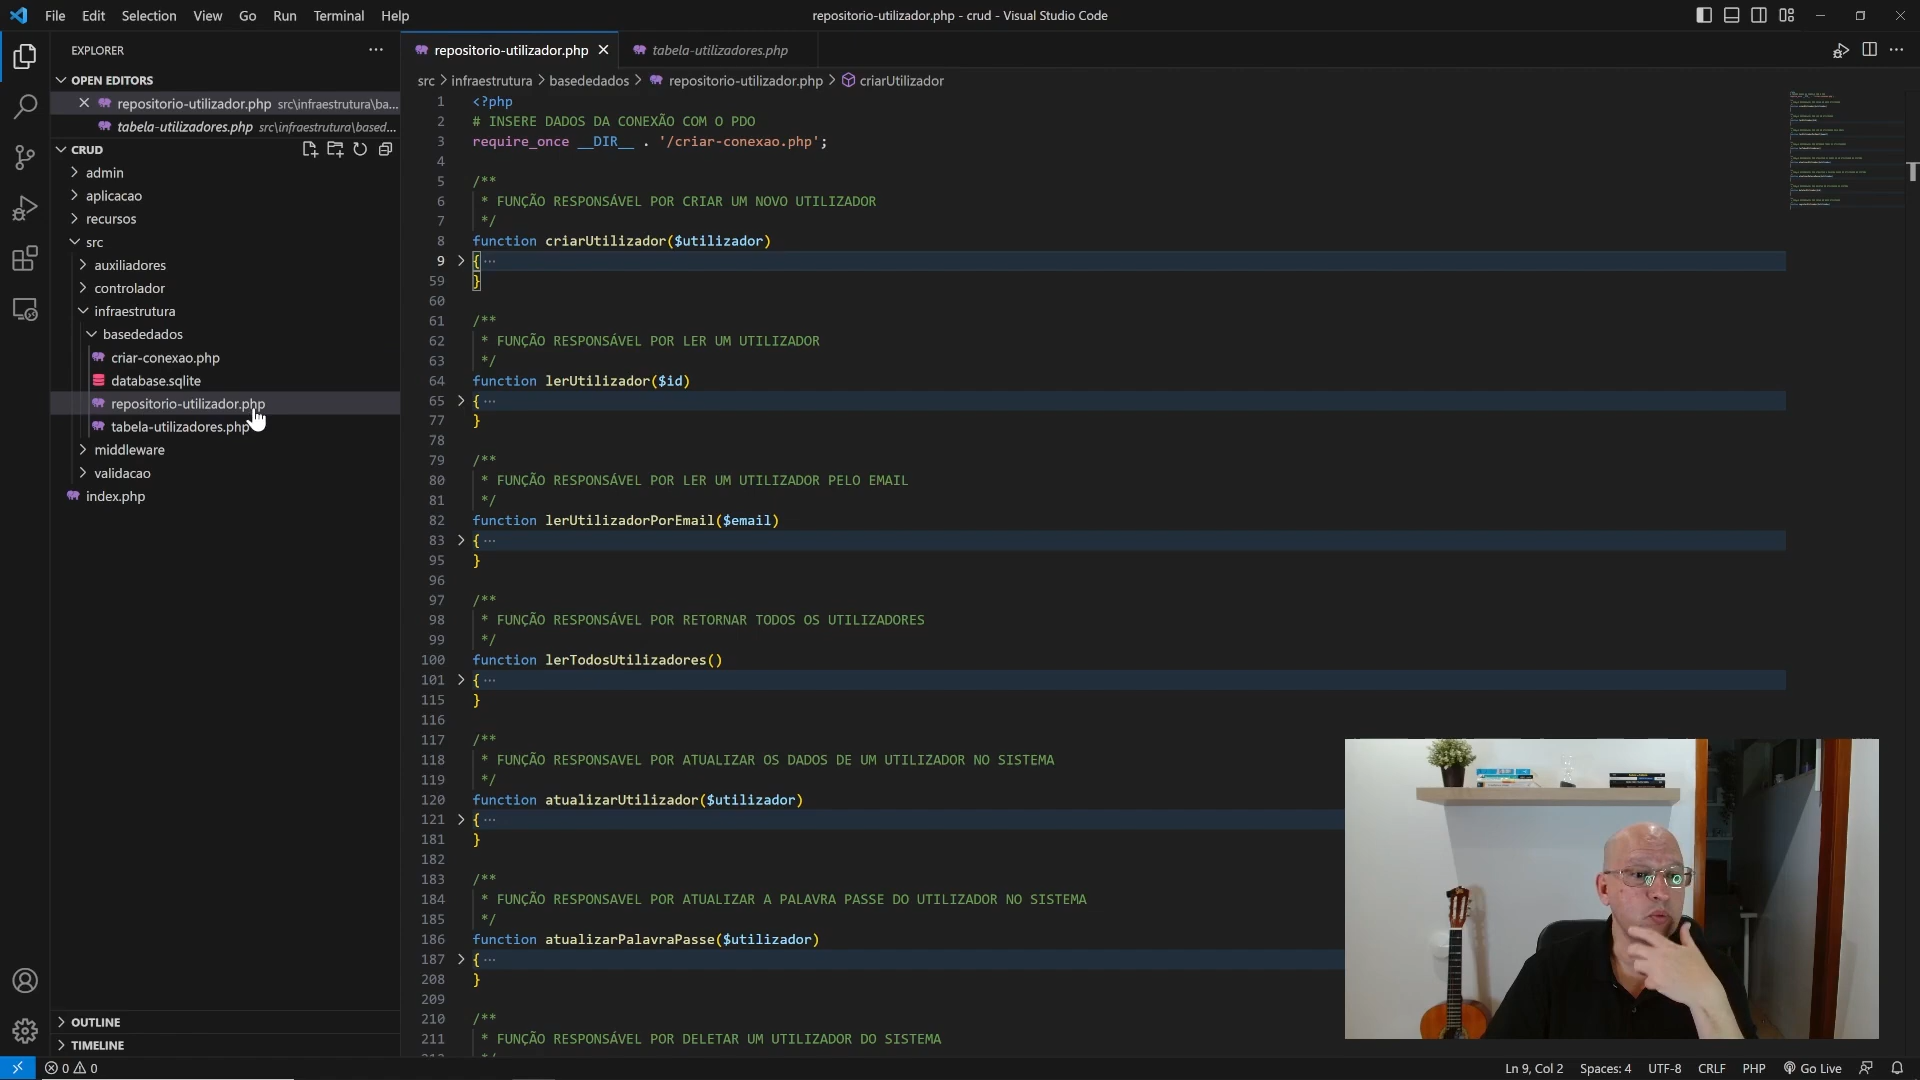 File Edit Selection View Go Run Terminal Help
repositorio-utilizador.php - crud - Visual Studio Code
EXPLORER
OPEN EDITORS
repositorio-utilizador.php src\infraestrutura\ba...
tabela-utilizadores.php src\infraestrutura\based...
CRUD
admin
aplicacao
recursos
src
auxiliadores
controlador
infraestrutura
basededados
criar-conexao.php
database.sqlite
repositorio-utilizador.php
tabela-utilizadores.php
middleware
validacao
index.php
OUTLINE
TIMELINE
repositorio-utilizador.php
tabela-utilizadores.php
src > infraestrutura > basededados > repositorio-utilizador.php > criarUtilizador
1 <?php
2 # INSERE DADOS DA CONEXÃO COM O PDO
3 require_once __DIR__ . '/criar-conexao.php';
4
5 /**
6 * FUNÇÃO RESPONSÁVEL POR CRIAR UM NOVO UTILIZADOR
7 */
8 function criarUtilizador($utilizador)
9 { ...
59 }
60
61 /**
62 * FUNÇÃO RESPONSÁVEL POR LER UM UTILIZADOR
63 */
64 function lerUtilizador($id)
65 { ...
77 }
78
79 /**
80 * FUNÇÃO RESPONSÁVEL POR LER UM UTILIZADOR PELO EMAIL
81 */
82 function lerUtilizadorPorEmail($email)
83 { ...
95 }
96
97 /**
98 * FUNÇÃO RESPONSÁVEL POR RETORNAR TODOS OS UTILIZADORES
99 */
100 function lerTodosUtilizadores()
101 { ...
115 }
116
117 /**
118 * FUNÇÃO RESPONSAVEL POR ATUALIZAR OS DADOS DE UM UTILIZADOR NO SISTEMA
119 */
120 function atualizarUtilizador($utilizador)
121 { ...
181 }
182
183 /**
184 * FUNÇÃO RESPONSAVEL POR ATUALIZAR A PALAVRA PASSE DO UTILIZADOR NO SISTEMA
185 */
186 function atualizarPalavraPasse($utilizador)
187 { ...
208 }
209
210 /**
211 * FUNÇÃO RESPONSÁVEL POR DELETAR UM UTILIZADOR DO SISTEMA
0 0
Ln 9, Col 2 Spaces: 4 UTF-8 CRLF PHP Go Live